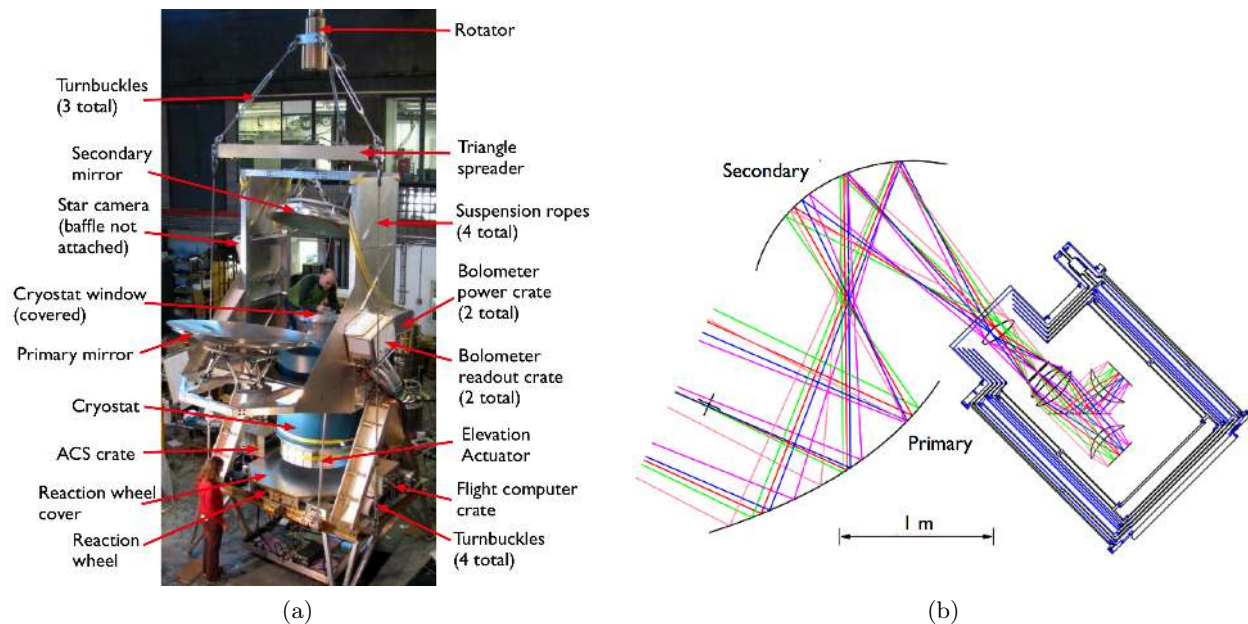 Rotator
Turnbuckles
(3 total)
Secondary
mirror
Triangle
spreader
Star camera
(baffle not
attached)
Suspension ropes
(4 total)
Cryostat window
(covered)
Bolometer
power crate
(2 total)
Primary mirror
Bolometer
readout crate
(2 total)
Cryostat
ACS crate
Elevation
Actuator
Reaction wheel
cover
Flight computer
crate
Reaction
wheel
Turnbuckles
(4 total)
(a)
Secondary
Primary
1 m
(b)